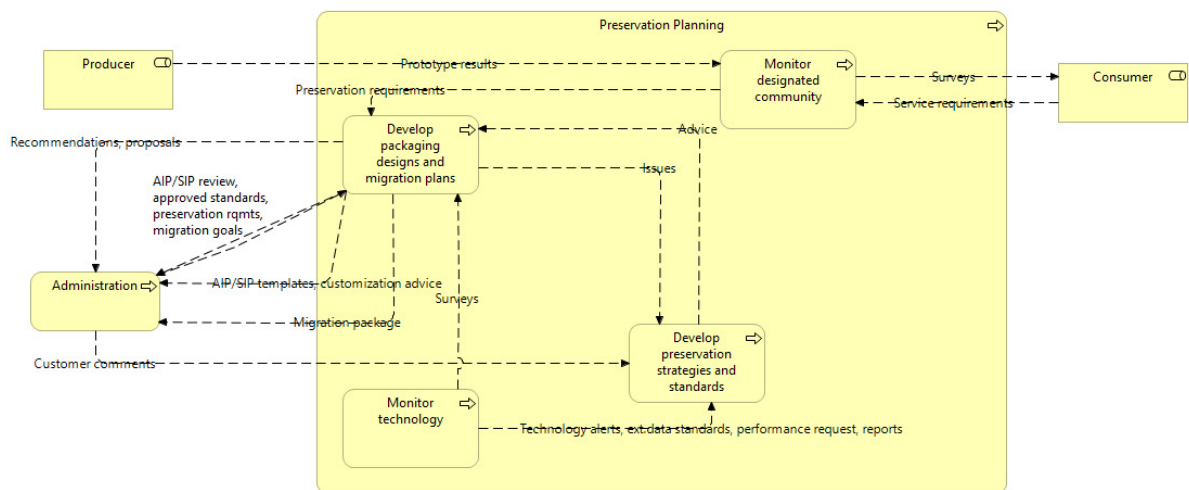 Preservation Planning
Producer
Prototype results
Monitor
designated
community
Surveys
Consumer
Preservation requirements
Service requirements
Develop
packaging
designs and
migration plans
Advice
Recommendations, proposals
Issues
AIP/SIP review,
approved standards,
preservation rqmts,
migration goals
Administration
AIP/SIP templates, customization advice
Surveys
Migration package
Develop
preservation
strategies and
standards
Customer comments
Monitor
technology
Technology alerts, ext.data standards, performance request, reports